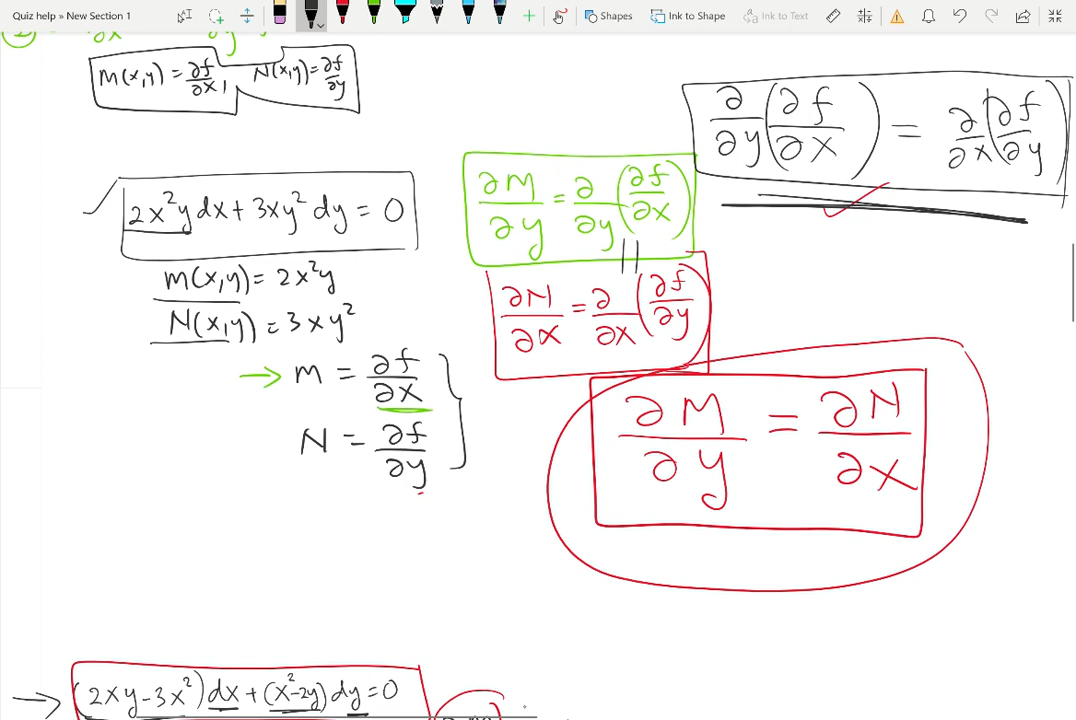 Quiz help » New Section 1
Shapes
Ink to Shape
Ink to Text
∂x
∂y
M(x,y) = ∂f/∂x , N(x,y) = ∂f/∂y
∂/∂y (∂f/∂x) = ∂/∂x (∂f/∂y)
2x²y dx + 3xy² dy = 0
m(x,y) = 2x²y
N(x,y) = 3xy²
→ m = ∂f/∂x
N = ∂f/∂y
∂M/∂y = ∂/∂y (∂f/∂x)
||
∂N/∂x = ∂/∂x (∂f/∂y)
∂M/∂y = ∂N/∂x
→ (2xy - 3x²) dx + (x² - 2y) dy = 0